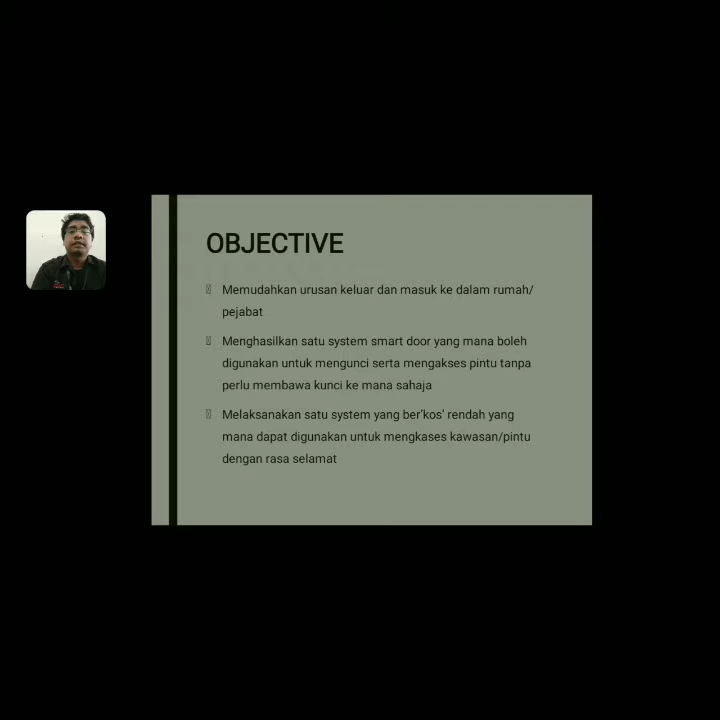 OBJECTIVE
Memudahkan urusan keluar dan masuk ke dalam rumah/
pejabat
Menghasilkan satu system smart door yang mana boleh
digunakan untuk mengunci serta mengakses pintu tanpa
perlu membawa kunci ke mana sahaja
Melaksanakan satu system yang ber'kos' rendah yang
mana dapat digunakan untuk mengkases kawasan/pintu
dengan rasa selamat